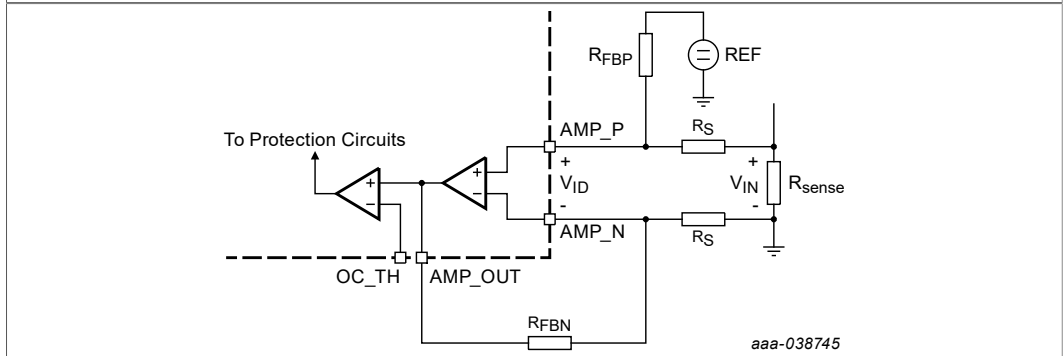 RFBP
REF
AMP_P
RS
To Protection Circuits
+
+
+
+
VID
VIN
Rsense
−
−
-
-
AMP_N
RS
OC_TH
AMP_OUT
RFBN
aaa-038745